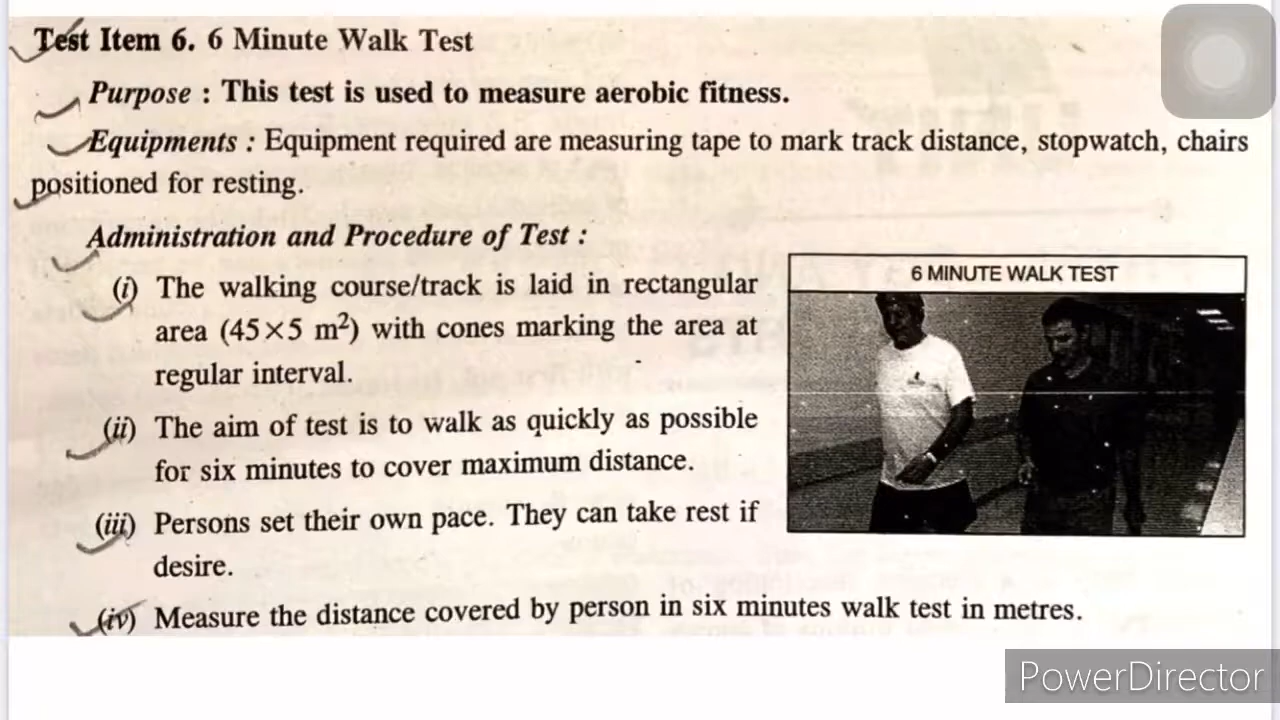 Test Item 6. 6 Minute Walk Test
Purpose : This test is used to measure aerobic fitness.
Equipments : Equipment required are measuring tape to mark track distance, stopwatch, chairs
positioned for resting.
Administration and Procedure of Test :
(i) The walking course/track is laid in rectangular
area (45×5 m²) with cones marking the area at
regular interval.
(ii) The aim of test is to walk as quickly as possible
for six minutes to cover maximum distance.
(iii) Persons set their own pace. They can take rest if
desire.
(iv) Measure the distance covered by person in six minutes walk test in metres.
6 MINUTE WALK TEST
PowerDirector